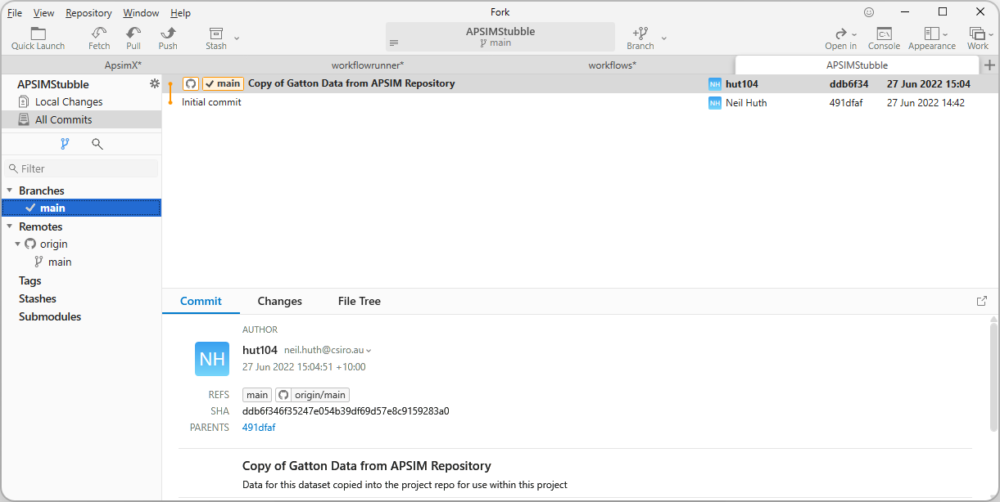 File View Repository Window Help Fork
Quick Launch Fetch Pull Push Stash APSIMStubble main Branch Open in C:\ Console Appearance Work
ApsimX* workflowrunner* workflows* APSIMStubble
APSIMStubble
Local Changes
All Commits
Filter
Branches
main
Remotes
origin
main
Tags
Stashes
Submodules
main Copy of Gatton Data from APSIM Repository NH hut104 ddb6f34 27 Jun 2022 15:04
Initial commit NH Neil Huth 491dfaf 27 Jun 2022 14:42
Commit Changes File Tree
AUTHOR
NH
hut104 neil.huth@csiro.au
27 Jun 2022 15:04:51 +10:00
REFS main origin/main
SHA ddb6f346f35247e054b39df69d57e8c9159283a0
PARENTS 491dfaf
Copy of Gatton Data from APSIM Repository
Data for this dataset copied into the project repo for use within this project